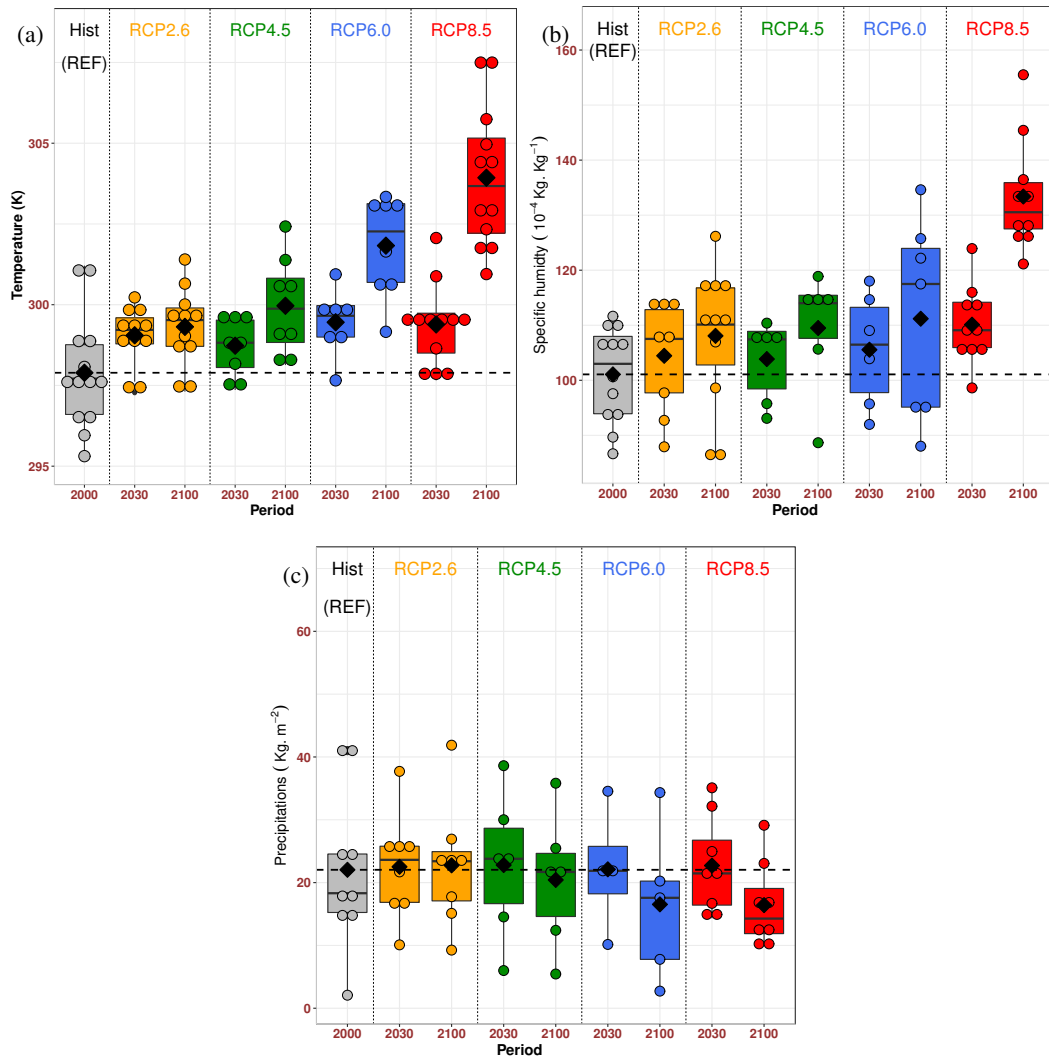 (a)
Hist RCP2.6 RCP4.5 RCP6.0 RCP8.5
(REF)
Temperature (K)
305
300
295
2000 2030 2100 2030 2100 2030 2100 2030 2100
Period
(b)
Hist RCP2.6 RCP4.5 RCP6.0 RCP8.5
(REF)
Specific humidty ( 10⁻⁴ Kg. Kg⁻¹)
160
140
120
100
2000 2030 2100 2030 2100 2030 2100 2030 2100
Period
(c)
Hist RCP2.6 RCP4.5 RCP6.0 RCP8.5
(REF)
Precipitations ( Kg. m⁻²)
60
40
20
0
2000 2030 2100 2030 2100 2030 2100 2030 2100
Period